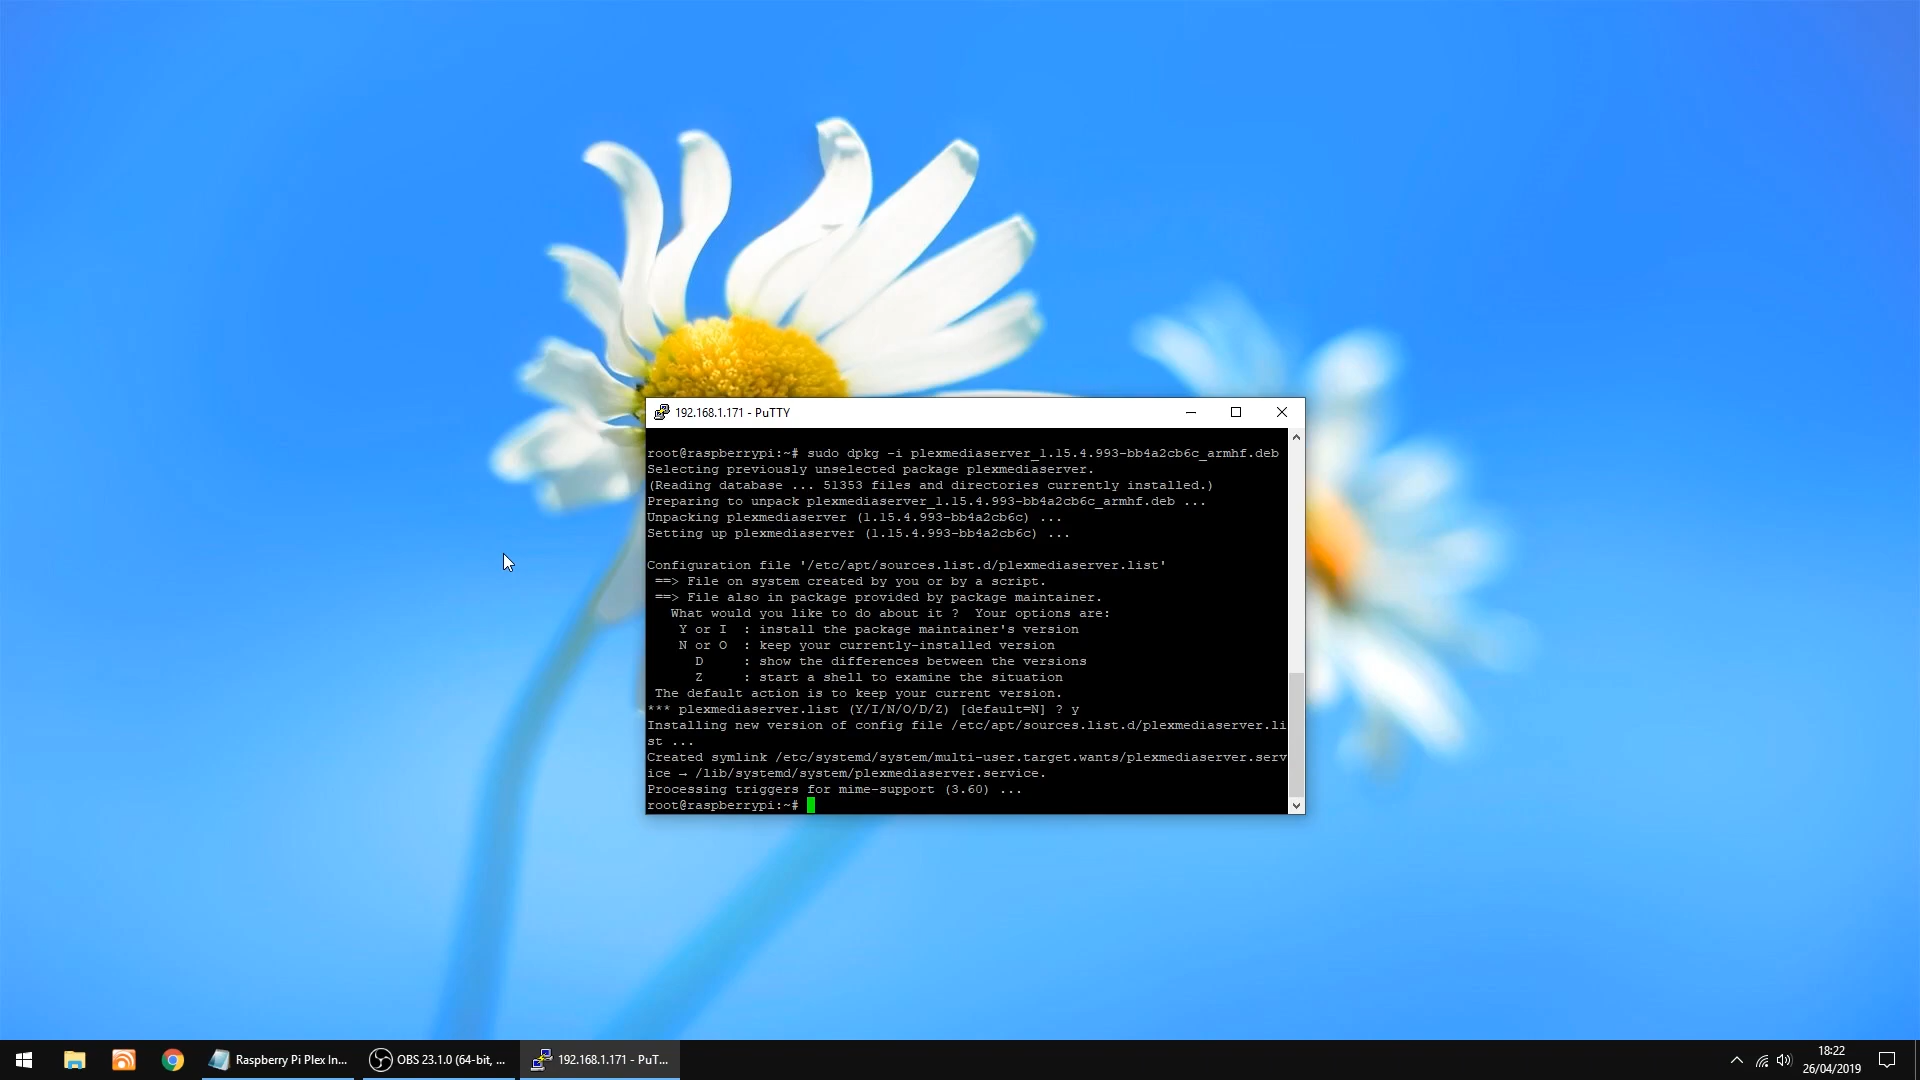 192.168.1.171 - PuTTY
root@raspberrypi:~# sudo dpkg -i plexmediaserver_1.15.4.993-bb4a2cb6c_armhf.deb
Selecting previously unselected package plexmediaserver.
(Reading database ... 51353 files and directories currently installed.)
Preparing to unpack plexmediaserver_1.15.4.993-bb4a2cb6c_armhf.deb ...
Unpacking plexmediaserver (1.15.4.993-bb4a2cb6c) ...
Setting up plexmediaserver (1.15.4.993-bb4a2cb6c) ...
Configuration file '/etc/apt/sources.list.d/plexmediaserver.list'
==> File on system created by you or by a script.
==> File also in package provided by package maintainer.
What would you like to do about it ?  Your options are:
Y or I  : install the package maintainer's version
N or O  : keep your currently-installed version
D     : show the differences between the versions
Z     : start a shell to examine the situation
The default action is to keep your current version.
*** plexmediaserver.list (Y/I/N/O/D/Z) [default=N] ? y
Installing new version of config file /etc/apt/sources.list.d/plexmediaserver.li
st ...
Created symlink /etc/systemd/system/multi-user.target.wants/plexmediaserver.serv
ice → /lib/systemd/system/plexmediaserver.service.
Processing triggers for mime-support (3.60) ...
root@raspberrypi:~#
Raspberry Pi Plex In...
OBS 23.1.0 (64-bit, ...
192.168.1.171 - PuT...
18:22
26/04/2019